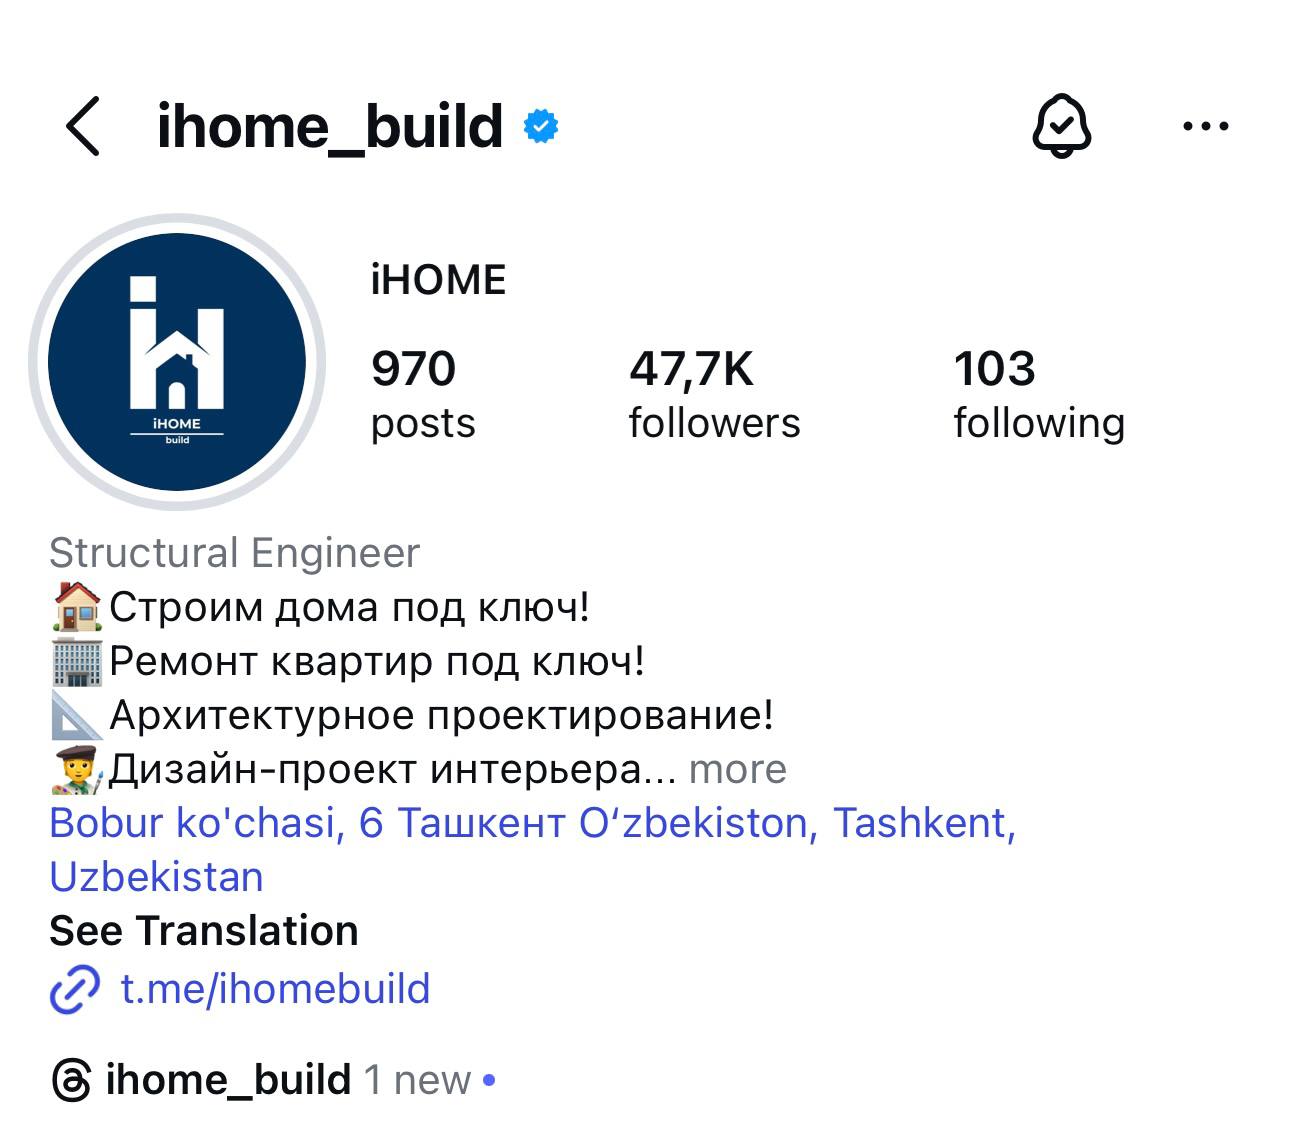 ihome_build
iHOME
970 47,7K 103
posts followers following
iHOME
build
Structural Engineer
🏠Строим дома под ключ!
🏢Ремонт квартир под ключ!
📐Архитектурное проектирование!
🧑‍🎨Дизайн-проект интерьера... more
Bobur ko'chasi, 6 Ташкент Oʻzbekiston, Tashkent,
Uzbekistan
See Translation
t.me/ihomebuild
ihome_build 1 new